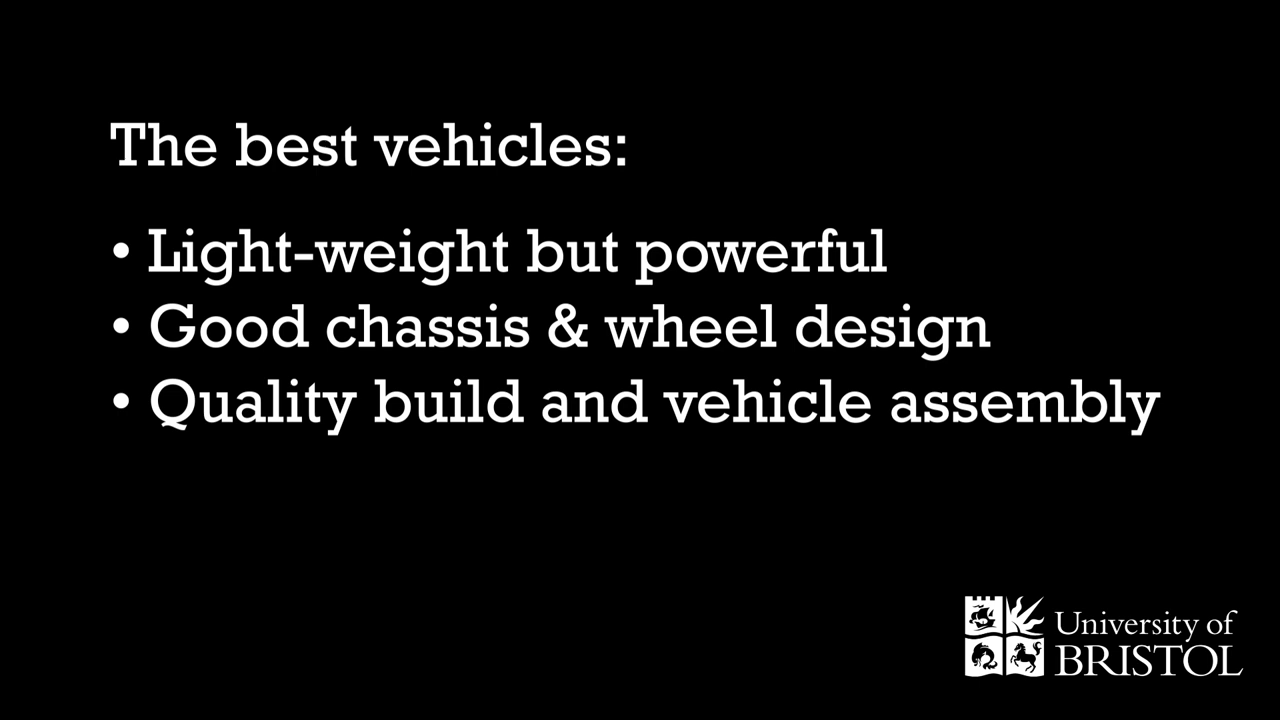 The best vehicles:
• Light-weight but powerful
• Good chassis & wheel design
• Quality build and vehicle assembly
University of
BRISTOL